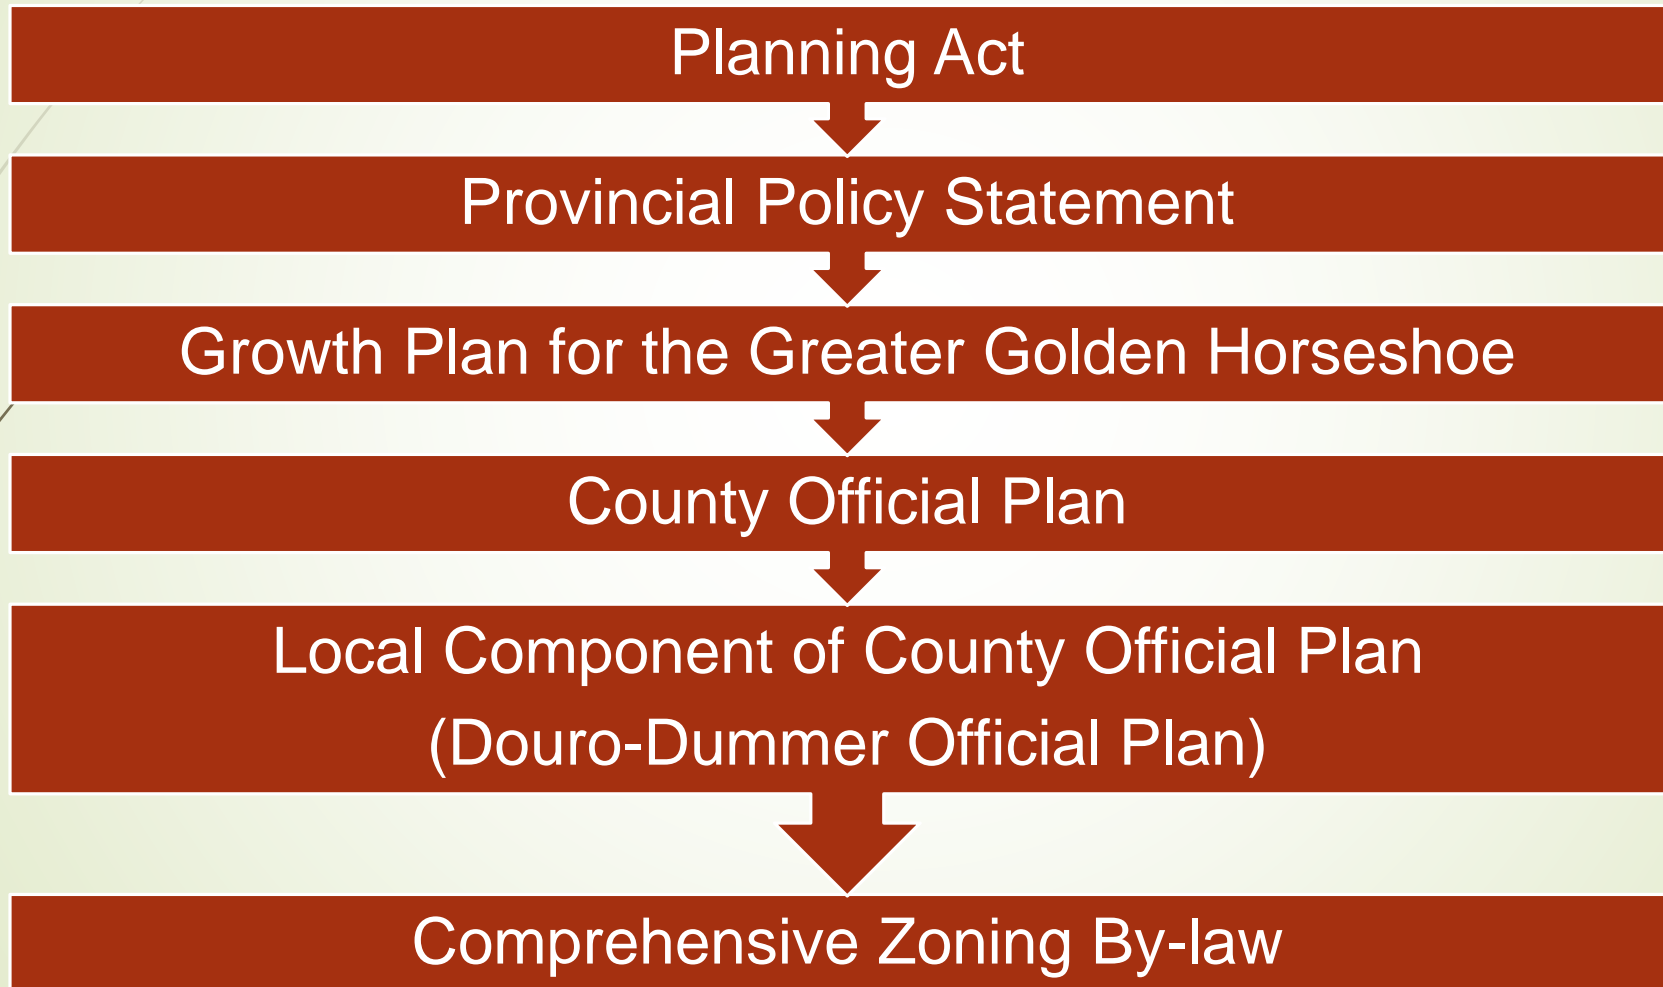 Planning Act
Provincial Policy Statement
Growth Plan for the Greater Golden Horseshoe
County Official Plan
Local Component of County Official Plan
(Douro-Dummer Official Plan)
Comprehensive Zoning By-law